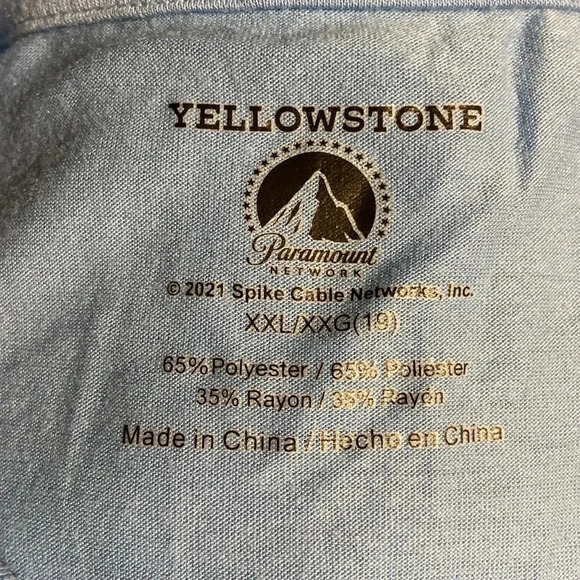 YELLOWSTONE
Paramount
NETWORK
© 2021 Spike Cable Networks, Inc.
XXL/XXG(19)
65%Polyester / 65% Poliéster
35% Rayon / 35% Rayón
Made in China / Hecho en China